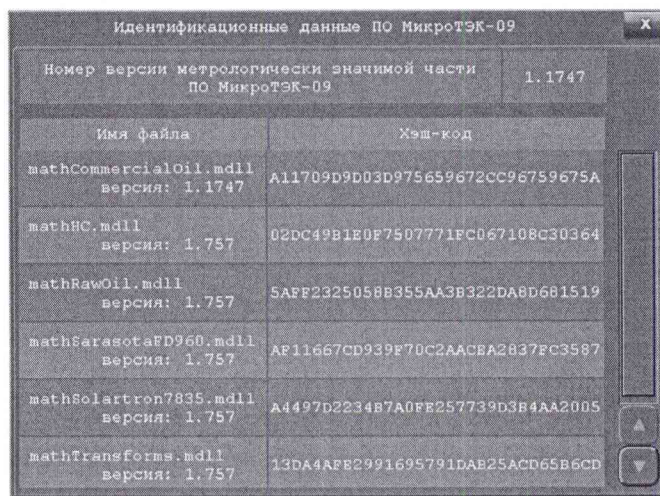 Идентификационные данные ПО МикроТЭК-09
X
Номер версии метрологически значимой части
ПО МикроТЭК-09
1.1747
Имя файла
Хэш-код
mathCommercialOil.mdll
версия: 1.1747
A11709D9D03D975659672CC96759675A
mathHC.mdll
версия: 1.757
02DC49B1E0F7507771FC067108C30364
mathRawOil.mdll
версия: 1.757
5AFF2325058B355AA3B322DA8D681519
mathSarasotaFD960.mdll
версия: 1.757
AF11667CD939F70C2AACEA2837FC3587
mathSolartron7835.mdll
версия: 1.757
A4497D2234B7A0FE257739D3B4AA2005
mathTransforms.mdll
версия: 1.757
13DA4AFE2991695791DAB25ACD65B6CD